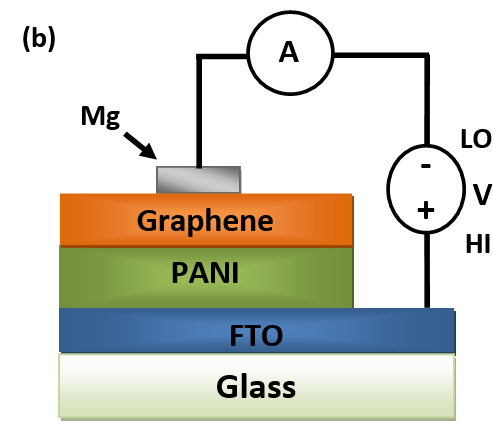 (b)
A
Mg
LO
-
V
+
HI
Graphene
PANI
FTO
Glass